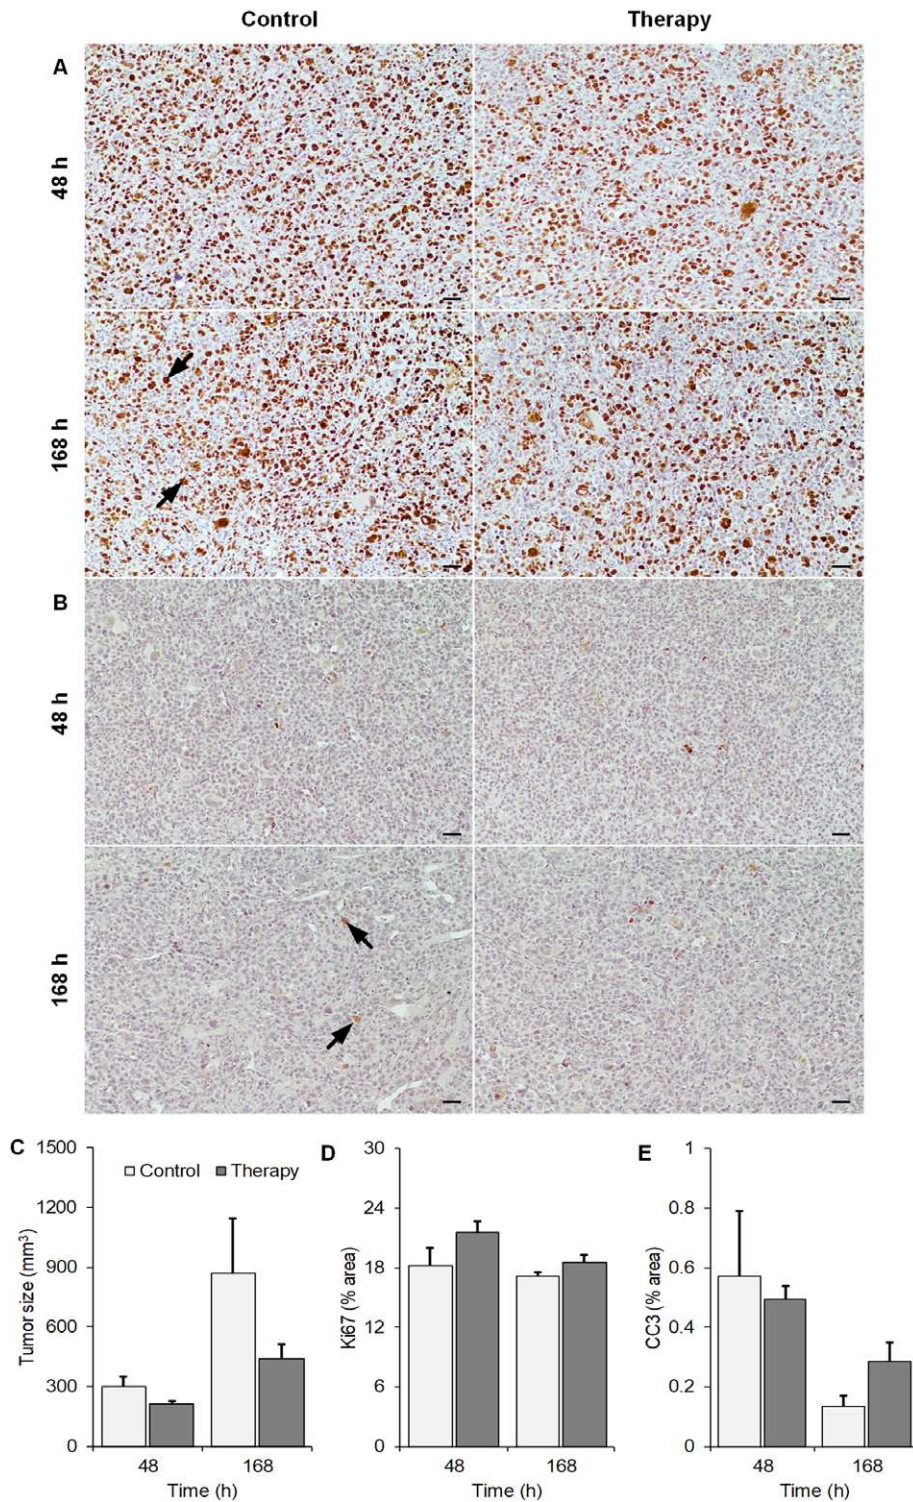 Control Therapy
A
48 h
168 h
B
48 h
168 h
C
Tumor size (mm³)
1500
1200
900
600
300
0
Control Therapy
48 168
Time (h)
D
Ki67 (% area)
30
24
18
12
6
0
48 168
Time (h)
E
CC3 (% area)
1
0.8
0.6
0.4
0.2
0
48 168
Time (h)